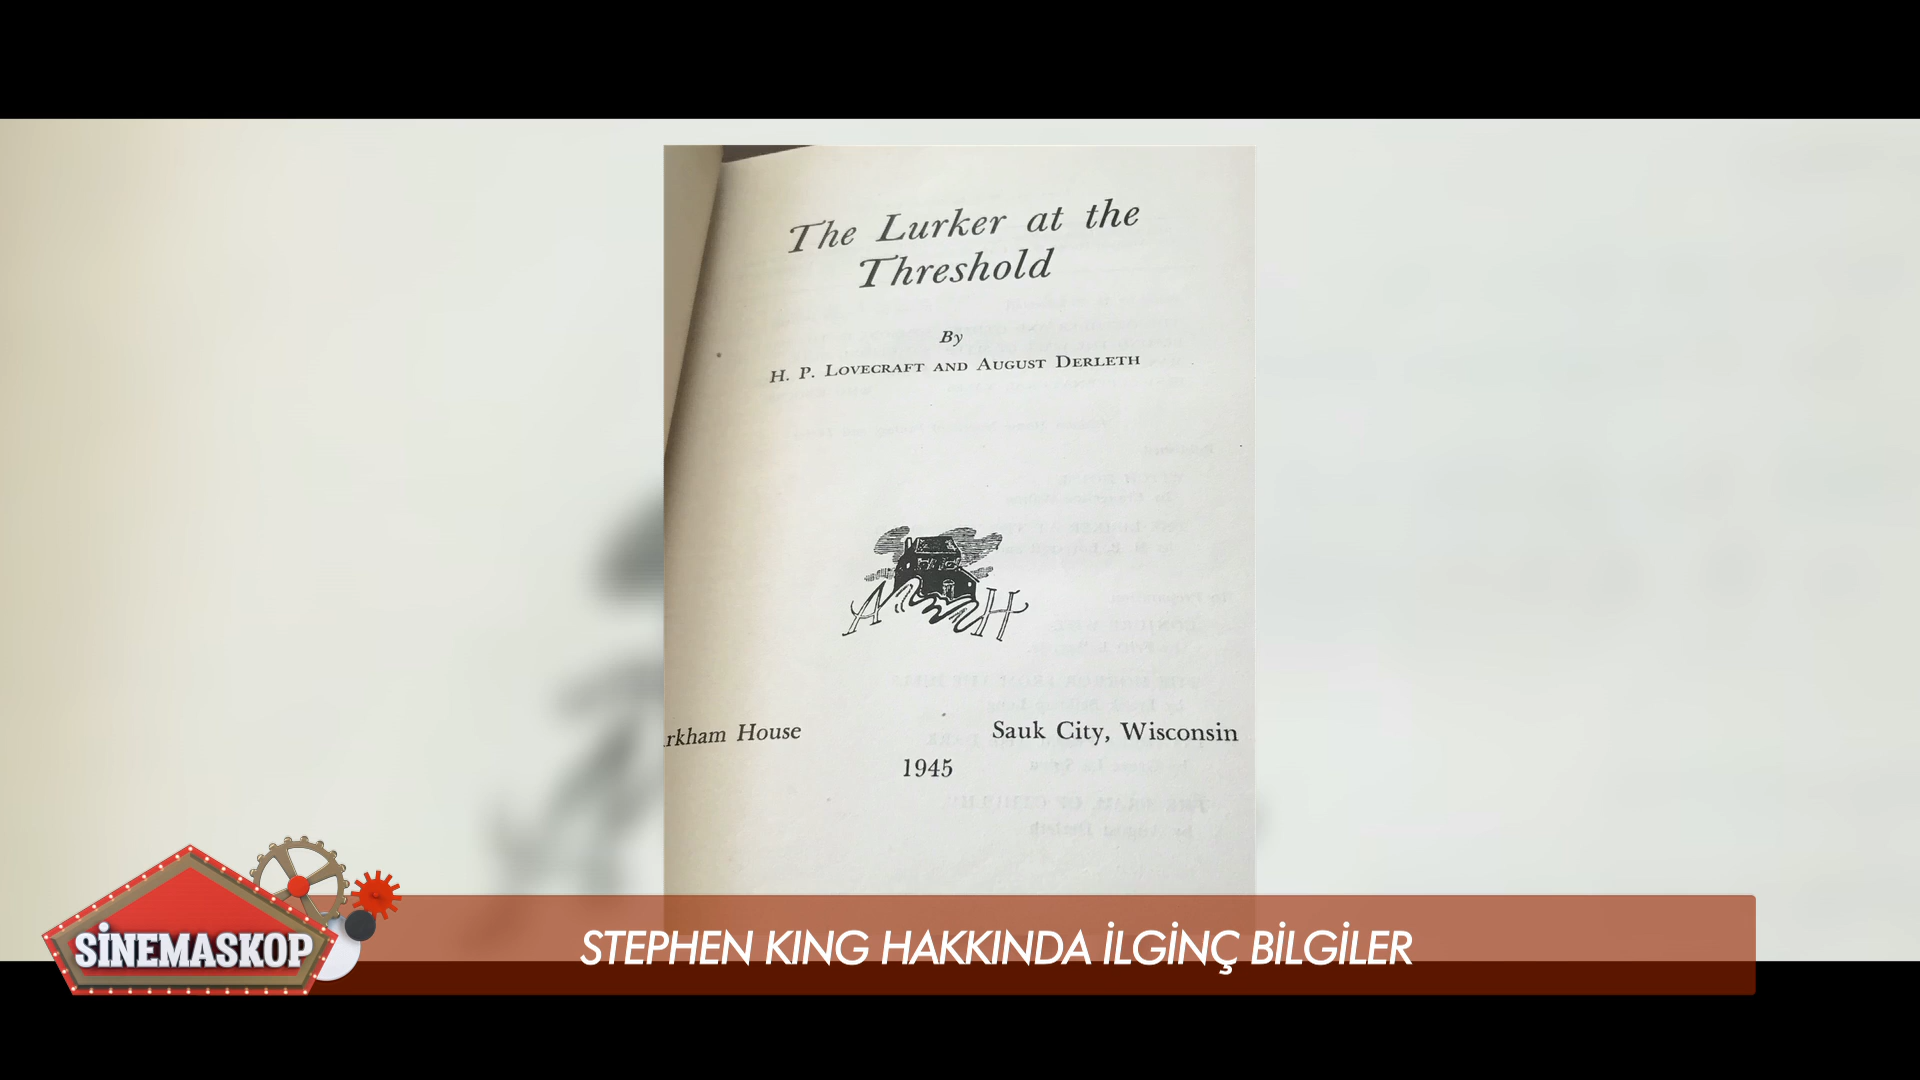 The Lurker at the
Threshold
By
H. P. LOVECRAFT AND AUGUST DERLETH
A H
rkham House Sauk City, Wisconsin
1945
SİNEMASKOP
STEPHEN KING HAKKINDA İLGİNÇ BİLGİLER